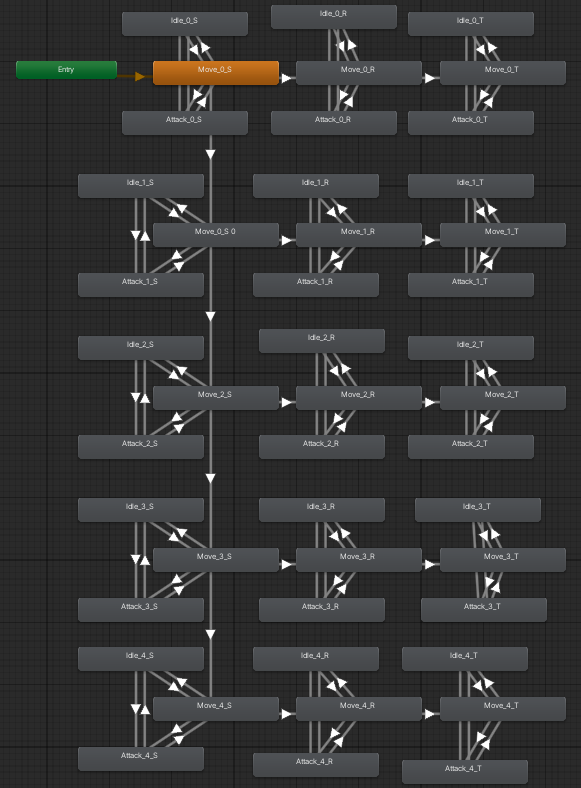 Idle_0_S
Idle_0_R
Idle_0_T
Entry
Move_0_S
Move_0_R
Move_0_T
Attack_0_S
Attack_0_R
Attack_0_T
Idle_1_S
Idle_1_R
Idle_1_T
Move_0_S 0
Move_1_R
Move_1_T
Attack_1_S
Attack_1_R
Attack_1_T
Idle_2_S
Idle_2_R
Idle_2_T
Move_2_S
Move_2_R
Move_2_T
Attack_2_S
Attack_2_R
Attack_2_T
Idle_3_S
Idle_3_R
Idle_3_T
Move_3_S
Move_3_R
Move_3_T
Attack_3_S
Attack_3_R
Attack_3_T
Idle_4_S
Idle_4_R
Idle_4_T
Move_4_S
Move_4_R
Move_4_T
Attack_4_S
Attack_4_R
Attack_4_T